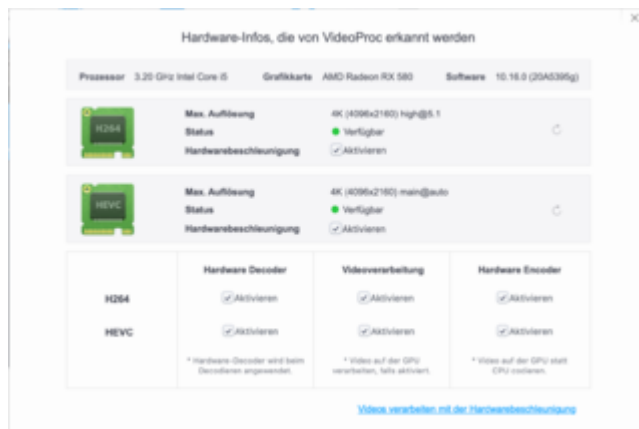 Hardware-Infos, die von VideoProc erkannt werden
Prozessor 3.20 GHz Intel Core i5 Grafikkarte AMD Radeon RX 580 Software 10.16.0 (20A5395g)
H264
Max. Auflösung 4K (4096x2160) high@5.1
Status Verfügbar
Hardwarebeschleunigung Aktivieren
HEVC
Max. Auflösung 4K (4096x2160) main@auto
Status Verfügbar
Hardwarebeschleunigung Aktivieren
Hardware Decoder Videoverarbeitung Hardware Encoder
H264 Aktivieren Aktivieren Aktivieren
HEVC Aktivieren Aktivieren Aktivieren
* Hardware-Decoder wird beim * Video auf der GPU * Video auf der GPU statt
Decodieren angewendet. verarbeiten, falls aktiviert. CPU codieren.
Videos verarbeiten mit der Hardwarebeschleunigung